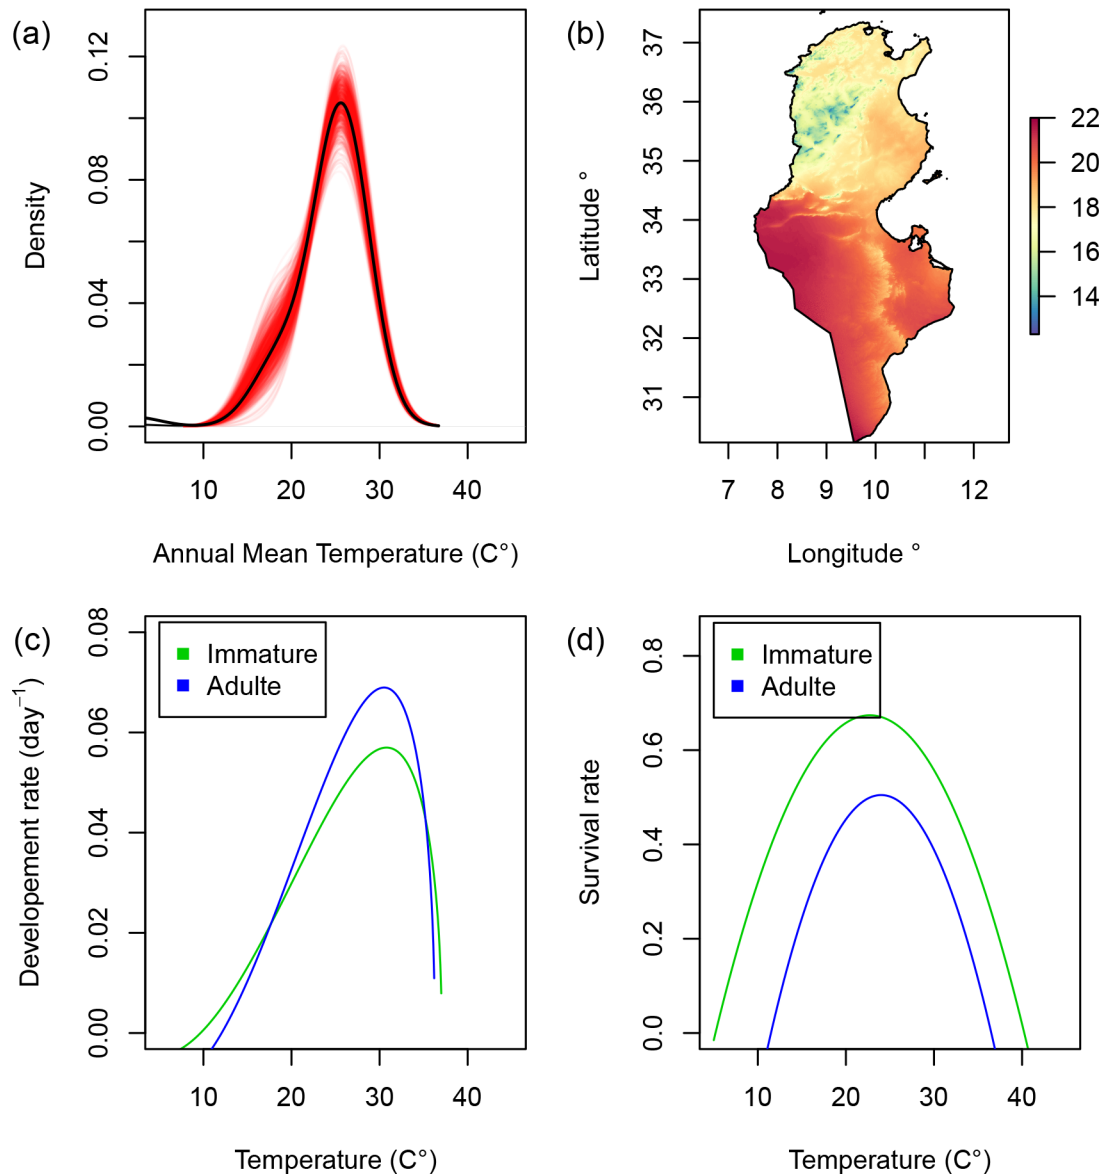 (a)
0.12
0.08
0.04
0.00
Density
10 20 30 40
Annual Mean Temperature (C°)
(b)
37
36
35
34
33
32
31
Latitude °
7 8 9 10 12
Longitude °
22
20
18
16
14
(c)
0.08
0.06
0.04
0.02
0.00
Developement rate (day⁻¹)
Immature
Adulte
10 20 30 40
Temperature (C°)
(d)
0.8
0.6
0.4
0.2
0.0
Survival rate
Immature
Adulte
10 20 30 40
Temperature (C°)